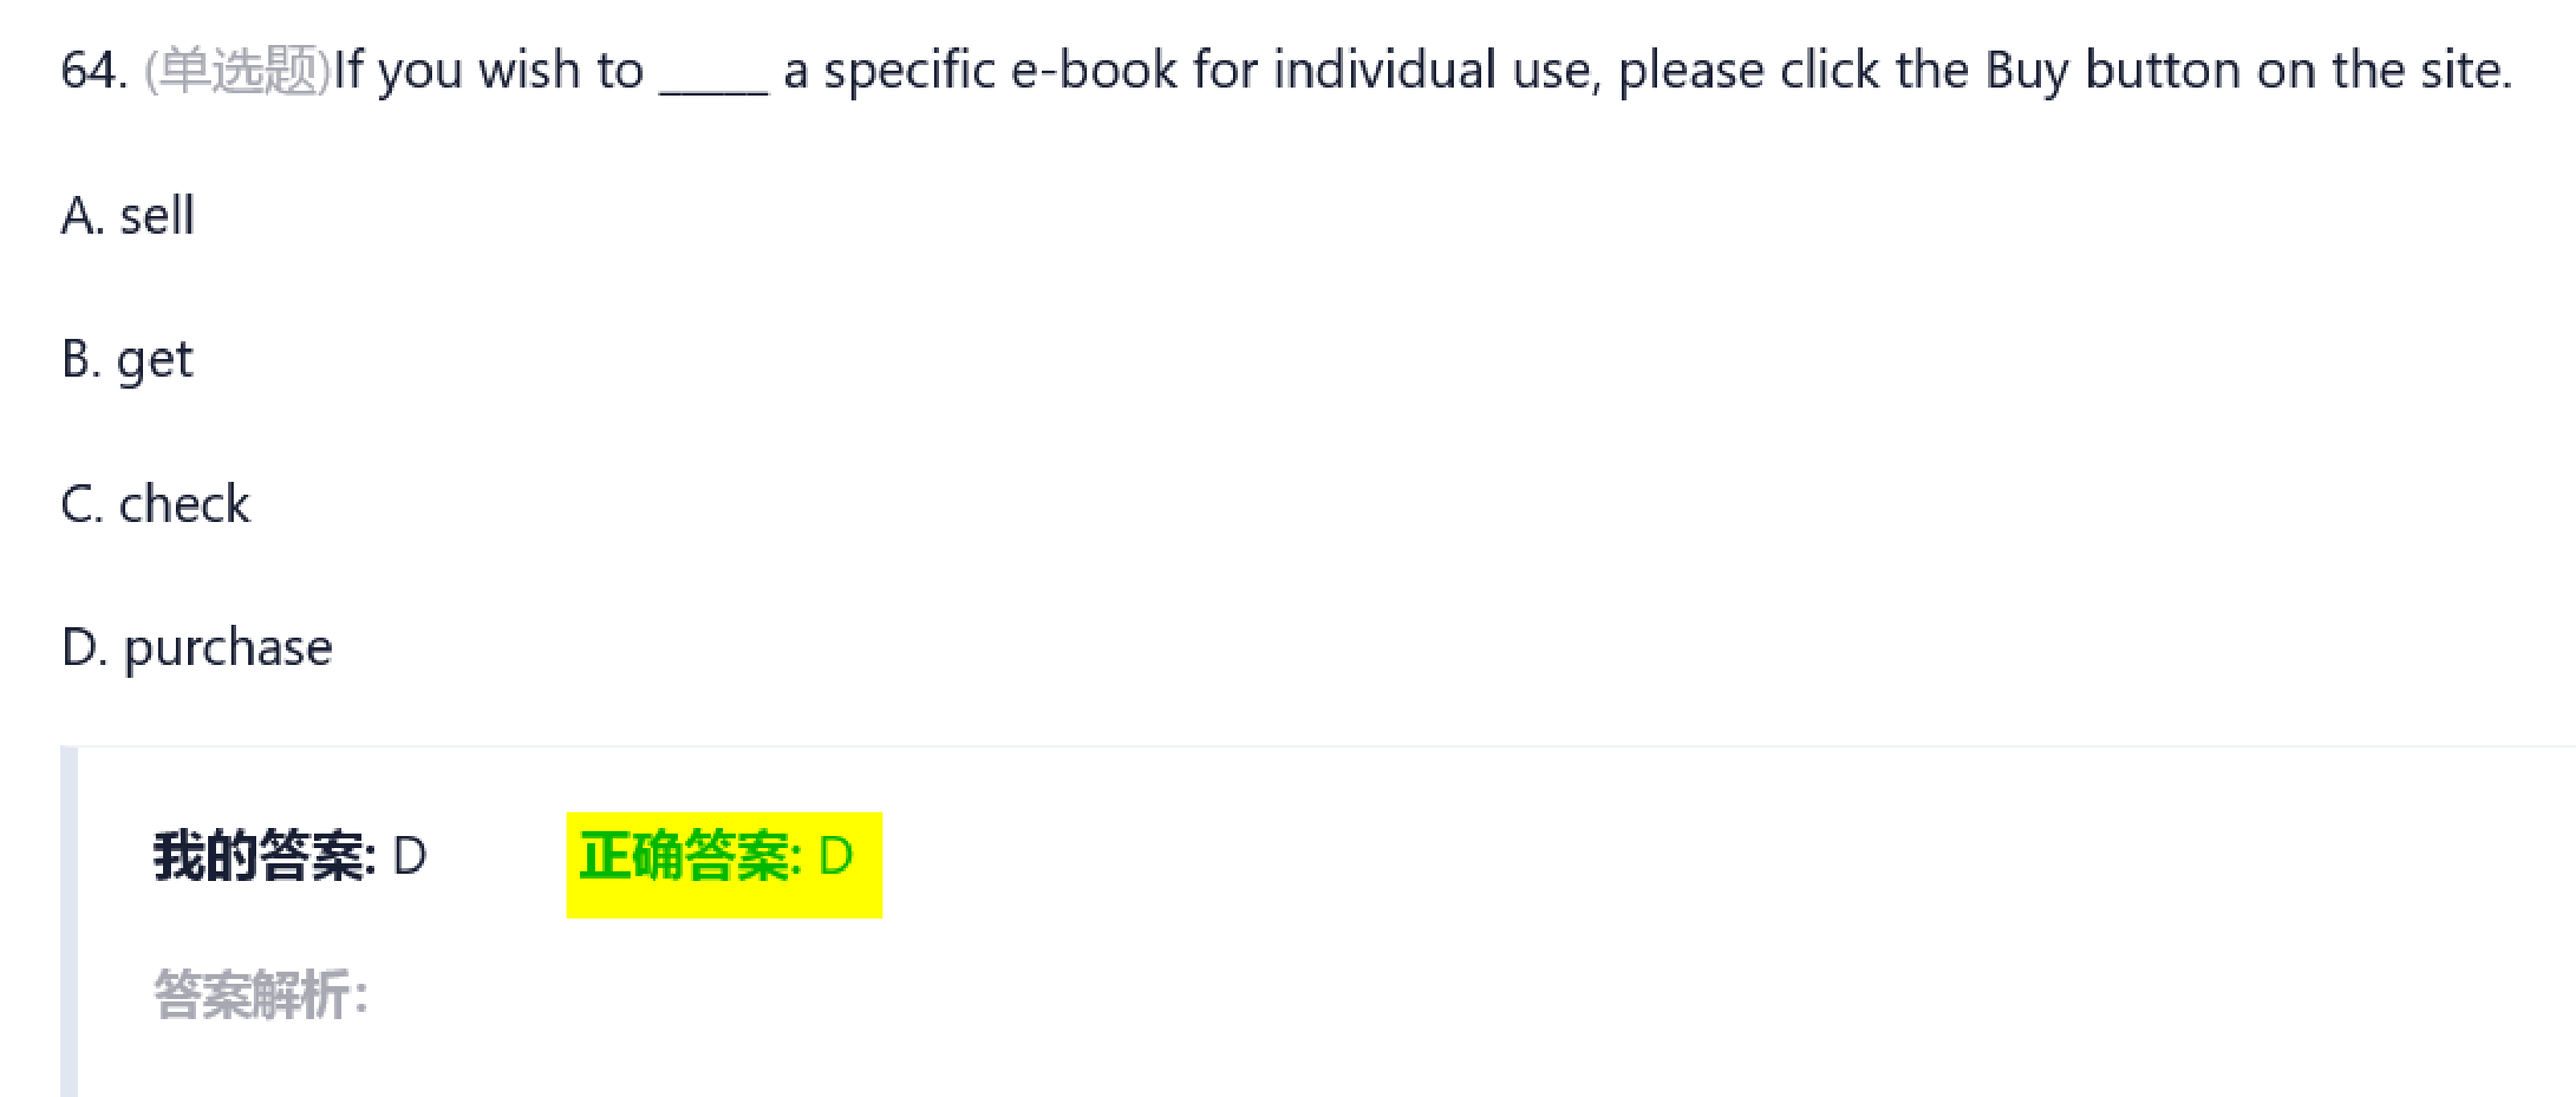 64. (单选题)If you wish to _____ a specific e-book for individual use, please click the Buy button on the site.
A. sell
B. get
C. check
D. purchase
我的答案: D 正确答案: D
答案解析: